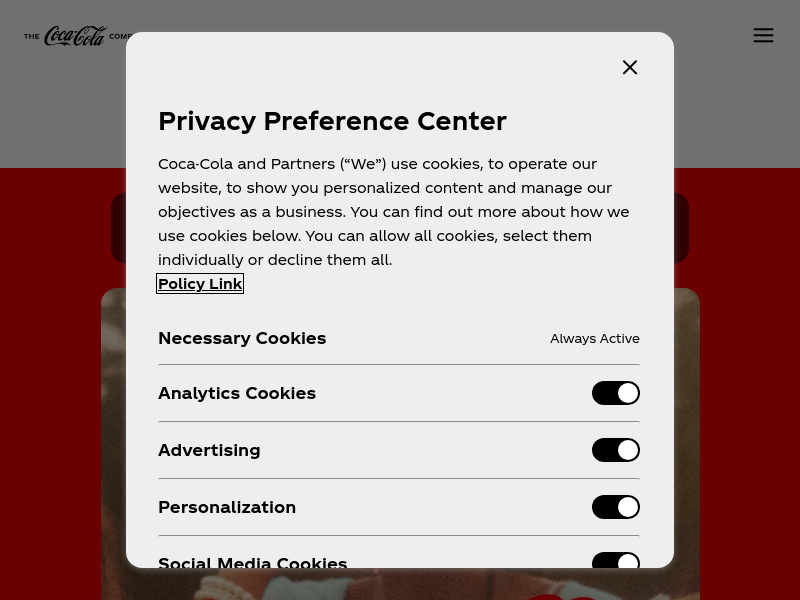 THE Coca-Cola COMP
Privacy Preference Center
Coca-Cola and Partners (“We”) use cookies, to operate our
website, to show you personalized content and manage our
objectives as a business. You can find out more about how we
use cookies below. You can allow all cookies, select them
individually or decline them all.
Policy Link
Necessary Cookies Always Active
Analytics Cookies
Advertising
Personalization
Social Media Cookies